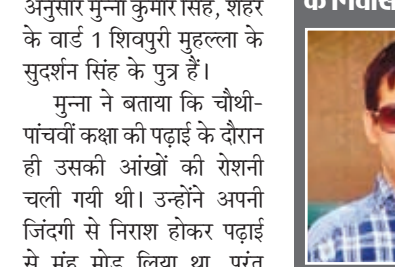 अनुसार मुन्ना कुमार सिंह, शहर
के वार्ड 1 शिवपुरी मुहल्ला के
सुदर्शन सिंह के पुत्र हैं।
मुन्ना ने बताया कि चौथी-
पांचवीं कक्षा की पढ़ाई के दौरान
ही उसकी आंखों की रोशनी
चली गयी थी। उन्होंने अपनी
जिंदगी से निराश होकर पढ़ाई
से मुंह मोड़ लिया था, परंतु
के निवास